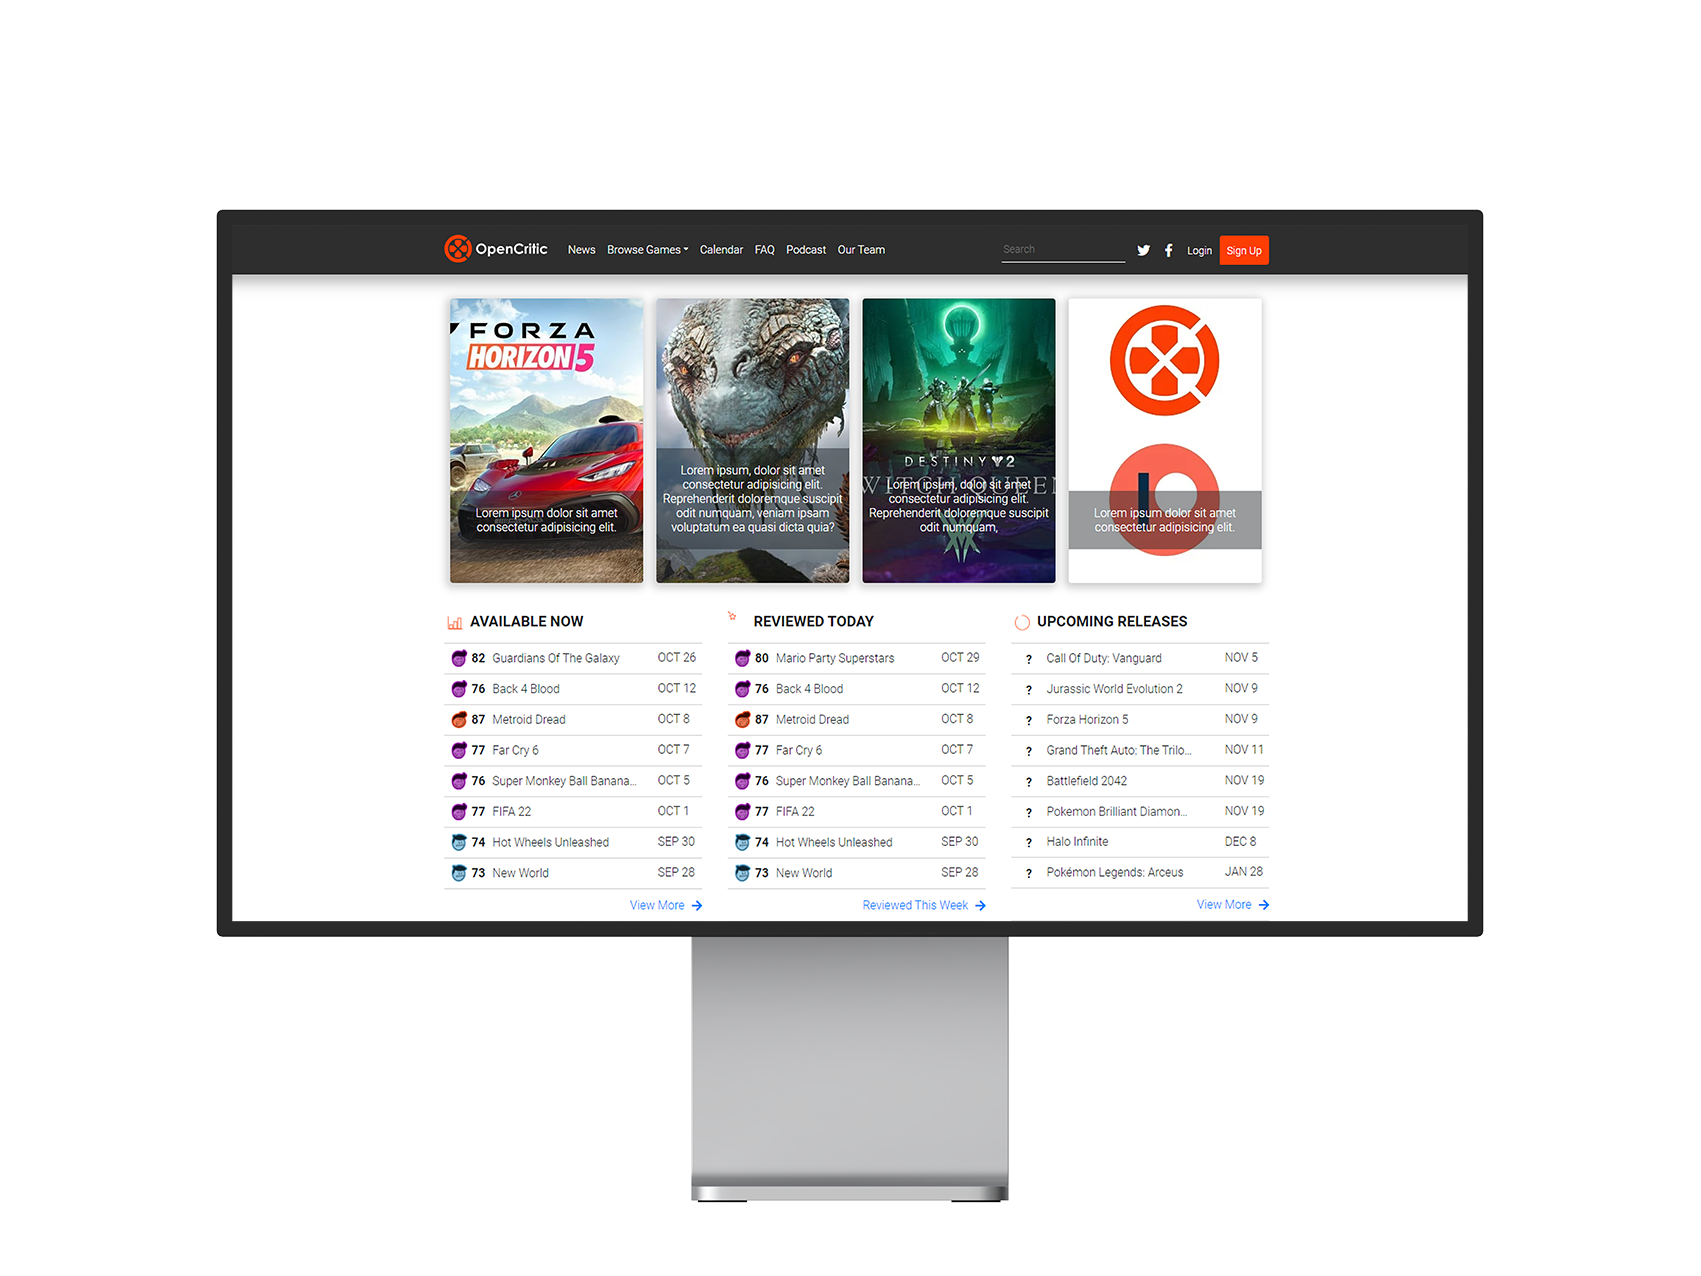 OpenCritic News Browse Games Calendar FAQ Podcast Our Team Search Login Sign Up
FORZA
HORIZON 5
Lorem ipsum dolor sit amet
consectetur adipisicing elit.
Lorem ipsum, dolor sit amet
consectetur adipisicing elit.
Reprehenderit doloremque suscipit
odit numquam, veniam ipsam
voluptatum ea quasi dicta quia?
DESTINY 2
WITCH QUEEN
Lorem ipsum, dolor sit amet
consectetur adipisicing elit.
Reprehenderit doloremque suscipit
odit numquam,
Lorem ipsum dolor sit amet
consectetur adipisicing elit.
AVAILABLE NOW
82 Guardians Of The Galaxy OCT 26
76 Back 4 Blood OCT 12
87 Metroid Dread OCT 8
77 Far Cry 6 OCT 7
76 Super Monkey Ball Banana... OCT 5
77 FIFA 22 OCT 1
74 Hot Wheels Unleashed SEP 30
73 New World SEP 28
View More →
REVIEWED TODAY
80 Mario Party Superstars OCT 29
76 Back 4 Blood OCT 12
87 Metroid Dread OCT 8
77 Far Cry 6 OCT 7
76 Super Monkey Ball Banana... OCT 5
77 FIFA 22 OCT 1
74 Hot Wheels Unleashed SEP 30
73 New World SEP 28
Reviewed This Week →
UPCOMING RELEASES
? Call Of Duty: Vanguard NOV 5
? Jurassic World Evolution 2 NOV 9
? Forza Horizon 5 NOV 9
? Grand Theft Auto: The Trilo... NOV 11
? Battlefield 2042 NOV 19
? Pokemon Brilliant Diamon... NOV 19
? Halo Infinite DEC 8
? Pokémon Legends: Arceus JAN 28
View More →